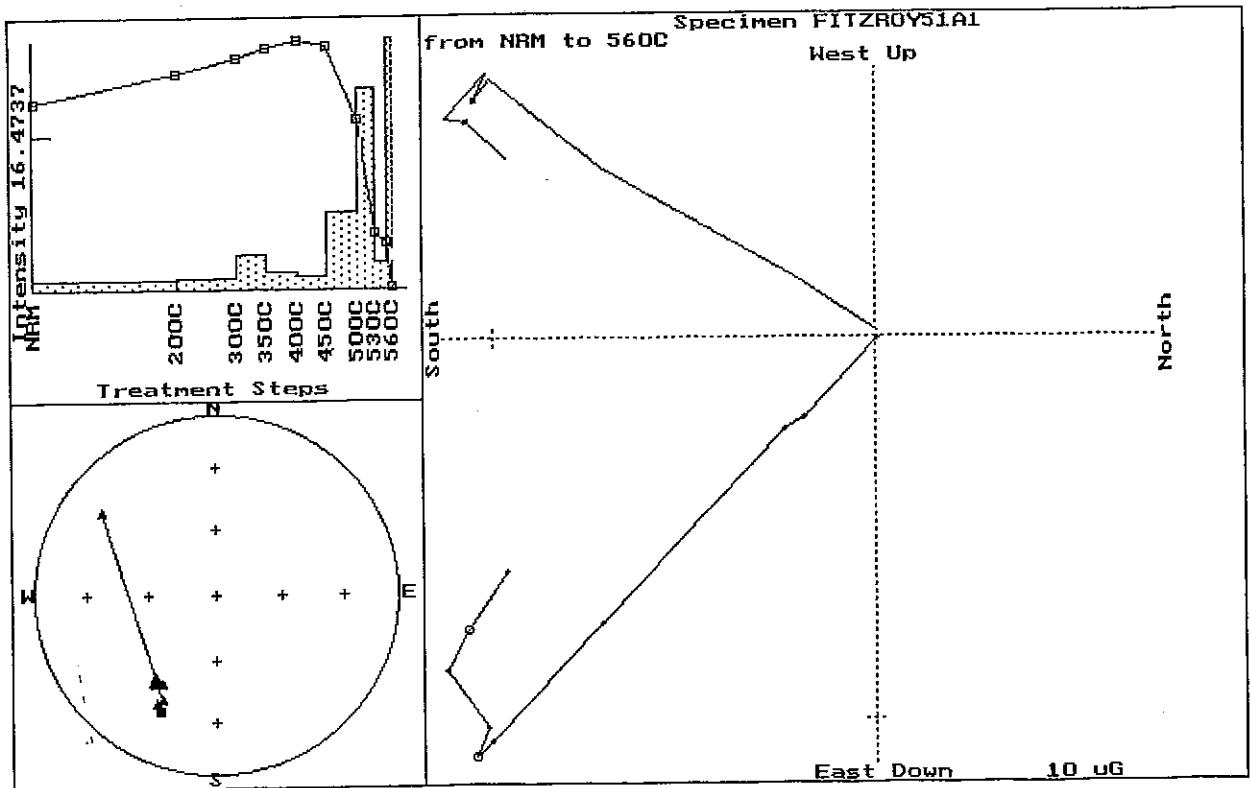 Specimen FITZROY51A1
from NRM to 560C
West Up
Intensity 16.4737
NRM
200C
300C
350C
400C
450C
500C
530C
560C
Treatment Steps
South
North
N
W
E
S
East Down
10 uG